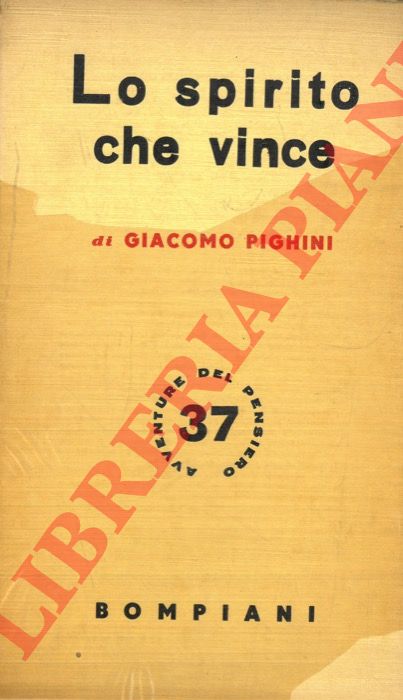 Lo spirito
che vince
di GIACOMO PIGHINI
AVVENTURE DEL PENSIERO
37
BOMPIANI
LIBRERIA PIANI